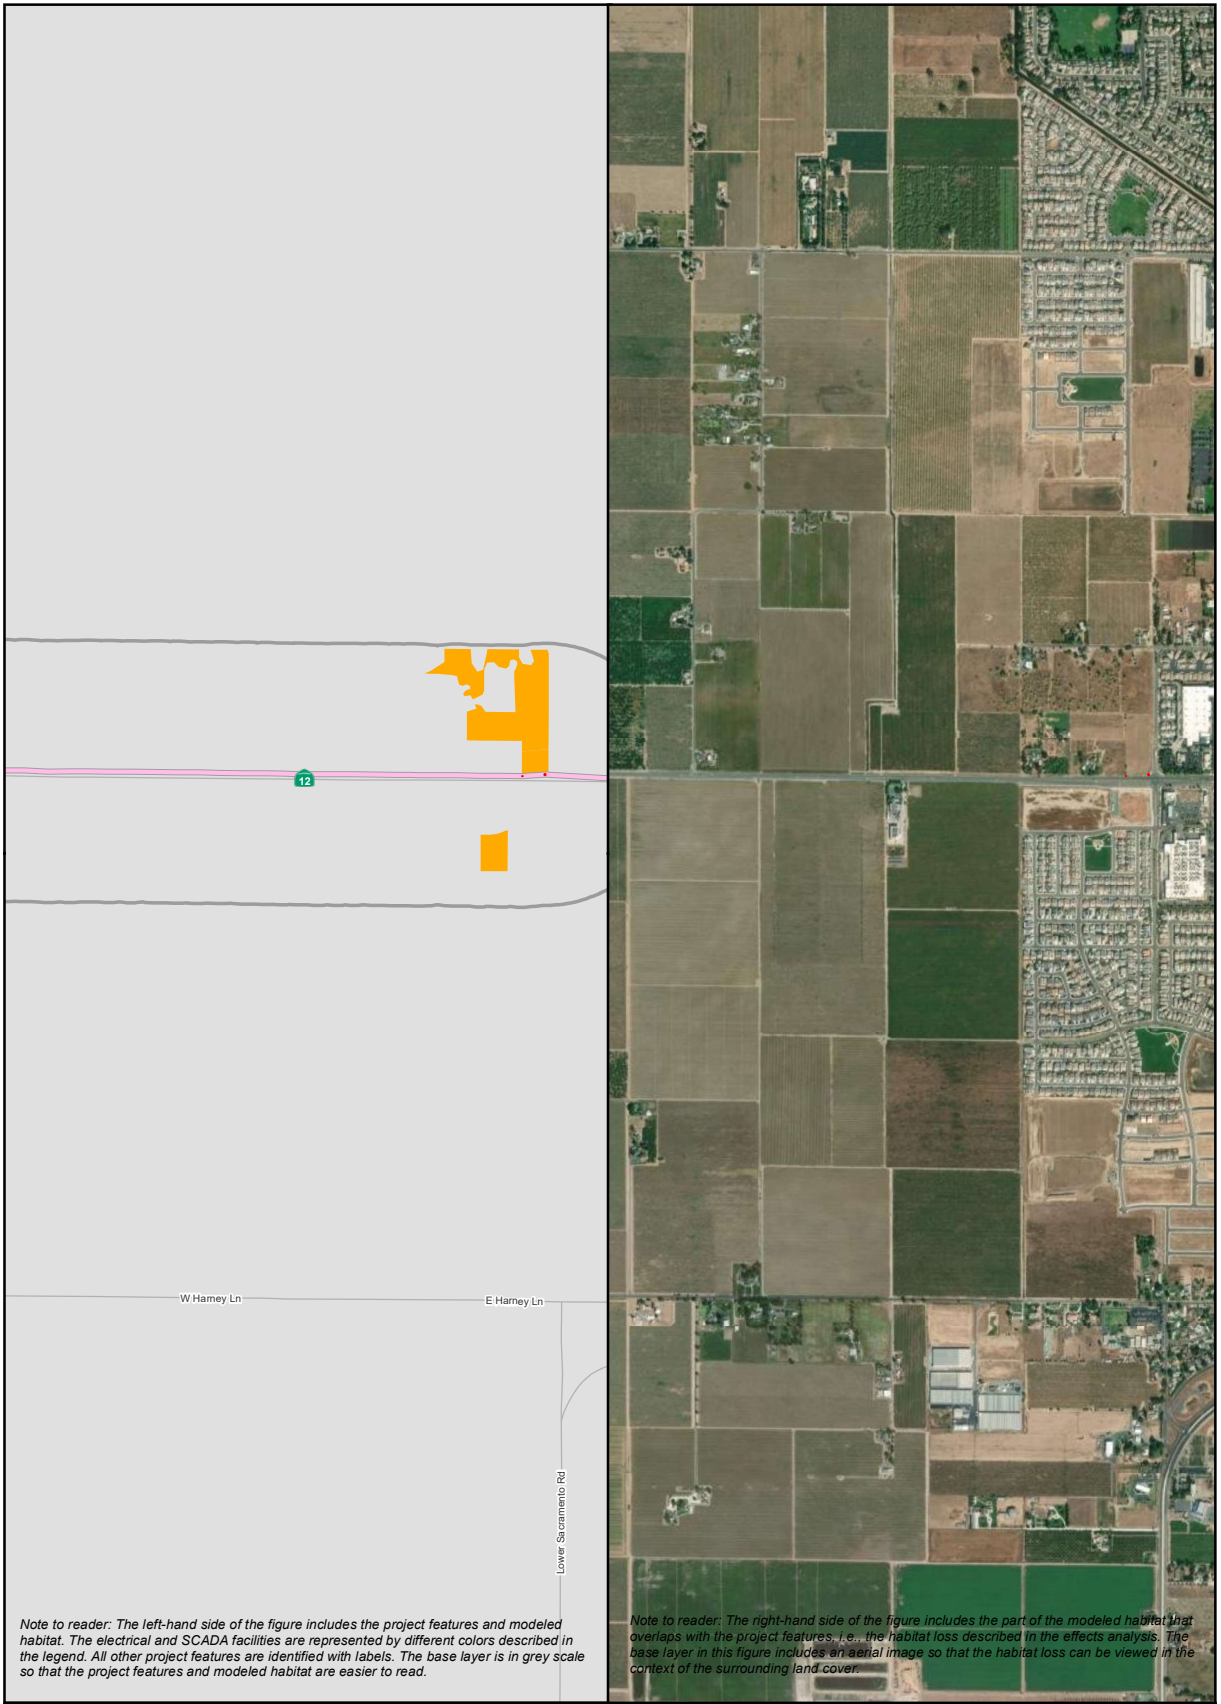 12
W Harney Ln
E Harney Ln
Lower Sacramento Rd
Note to reader: The left-hand side of the figure includes the project features and modeled
habitat. The electrical and SCADA facilities are represented by different colors described in
the legend. All other project features are identified with labels. The base layer is in grey scale
so that the project features and modeled habitat are easier to read.
Note to reader: The right-hand side of the figure includes the part of the modeled habitat that
overlaps with the project features, i.e., the habitat loss described in the effects analysis. The
base layer in this figure includes an aerial image so that the habitat loss can be viewed in the
context of the surrounding land cover.